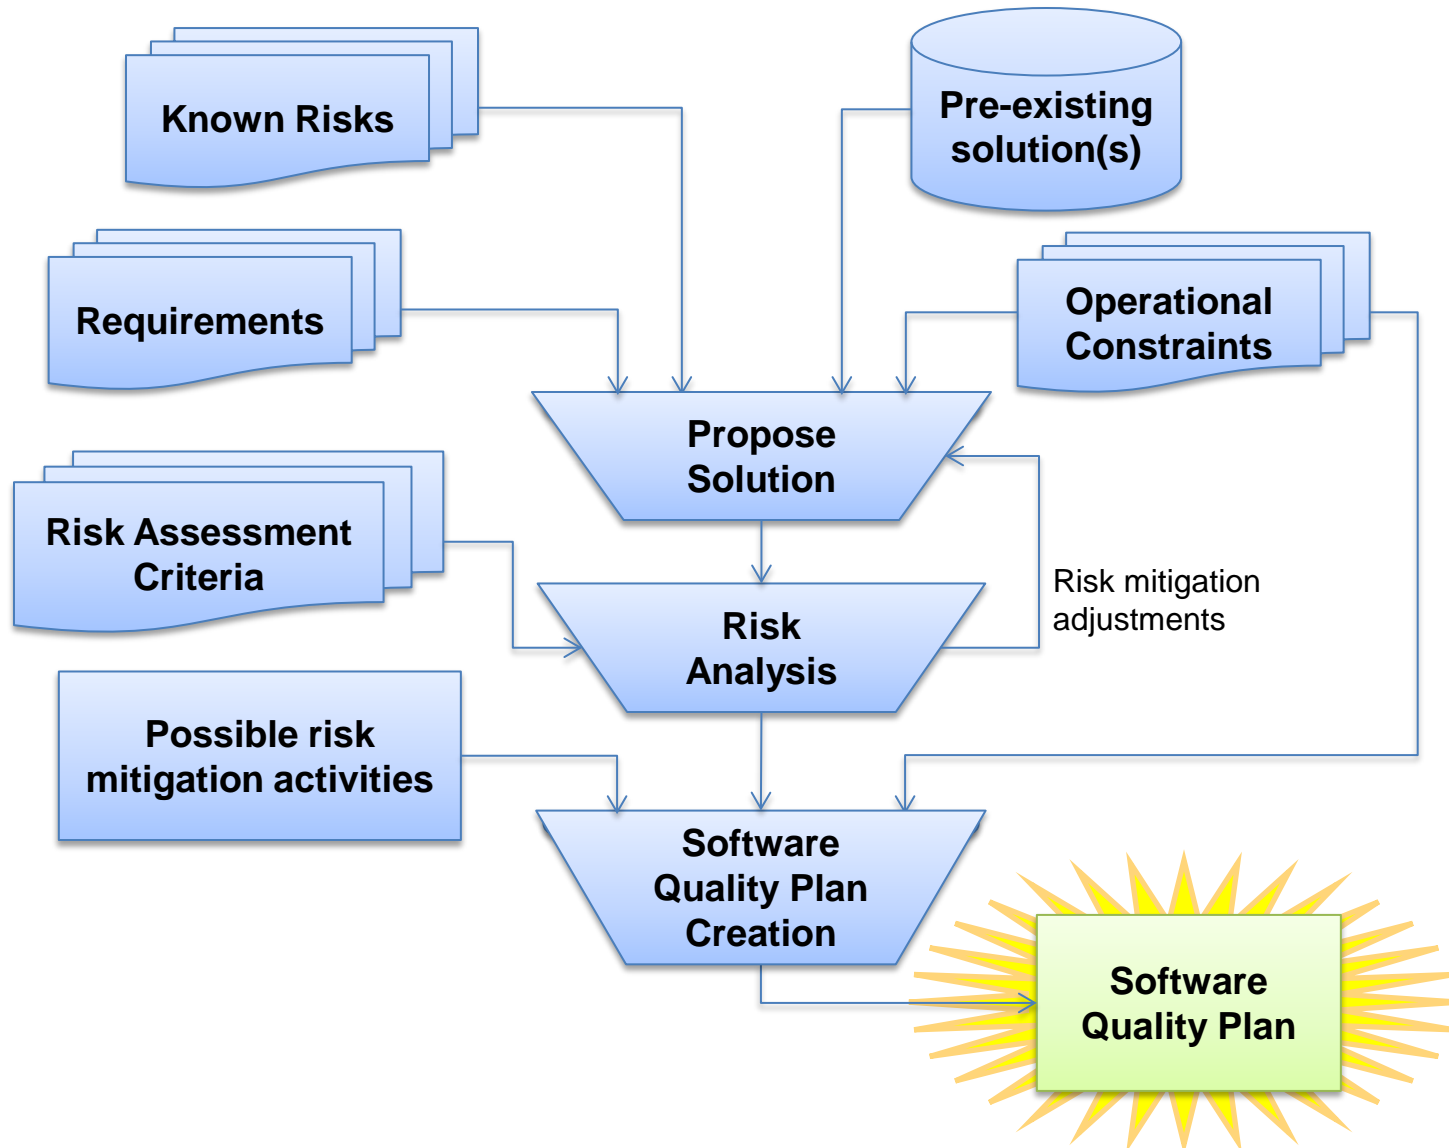 Known Risks
Pre-existing
solution(s)
Requirements
Operational
Constraints
Propose
Solution
Risk Assessment
Criteria
Risk mitigation
adjustments
Risk
Analysis
Possible risk
mitigation activities
Software
Quality Plan
Creation
Software
Quality Plan